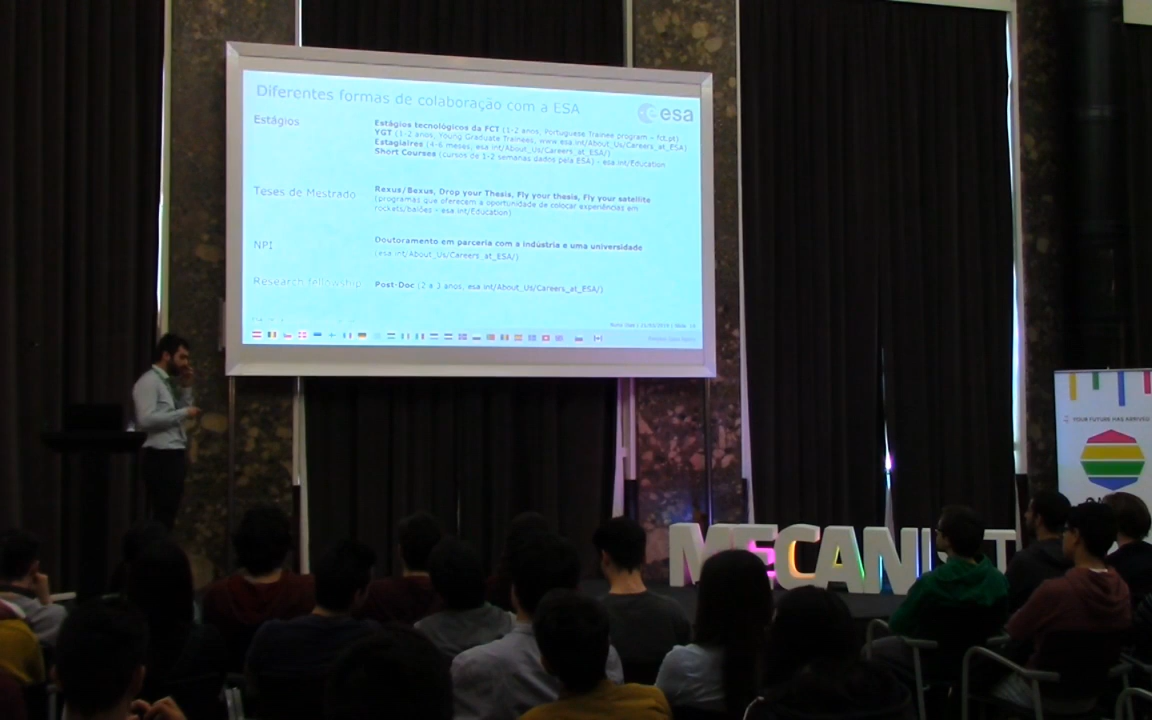 Diferentes formas de colaboração com a ESA
esa
Estágios
Estágios tecnológicos da FCT (1-2 anos, Portuguese Trainee program – fct.pt)
YGT (1-2 anos, Young Graduate Trainees, www.esa.int/About_Us/Careers_at_ESA)
Estagiaires (4-6 meses, esa.int/About_Us/Careers_at_ESA/)
Short Courses (cursos de 1-2 semanas dados pela ESA) - esa.int/Education
Teses de Mestrado
Rexus/Bexus, Drop your Thesis, Fly your thesis, Fly your satellite
(programas que oferecem a oportunidade de colocar experiências em
rockets/balões - esa.int/Education)
NPI
Doutoramento em parceria com a indústria e uma universidade
(esa.int/About_Us/Careers_at_ESA/)
Research fellowship
Post-Doc (2 a 3 anos, esa.int/About_Us/Careers_at_ESA/)
YOUR FUTURE HAS ARRIVED
MECANI T